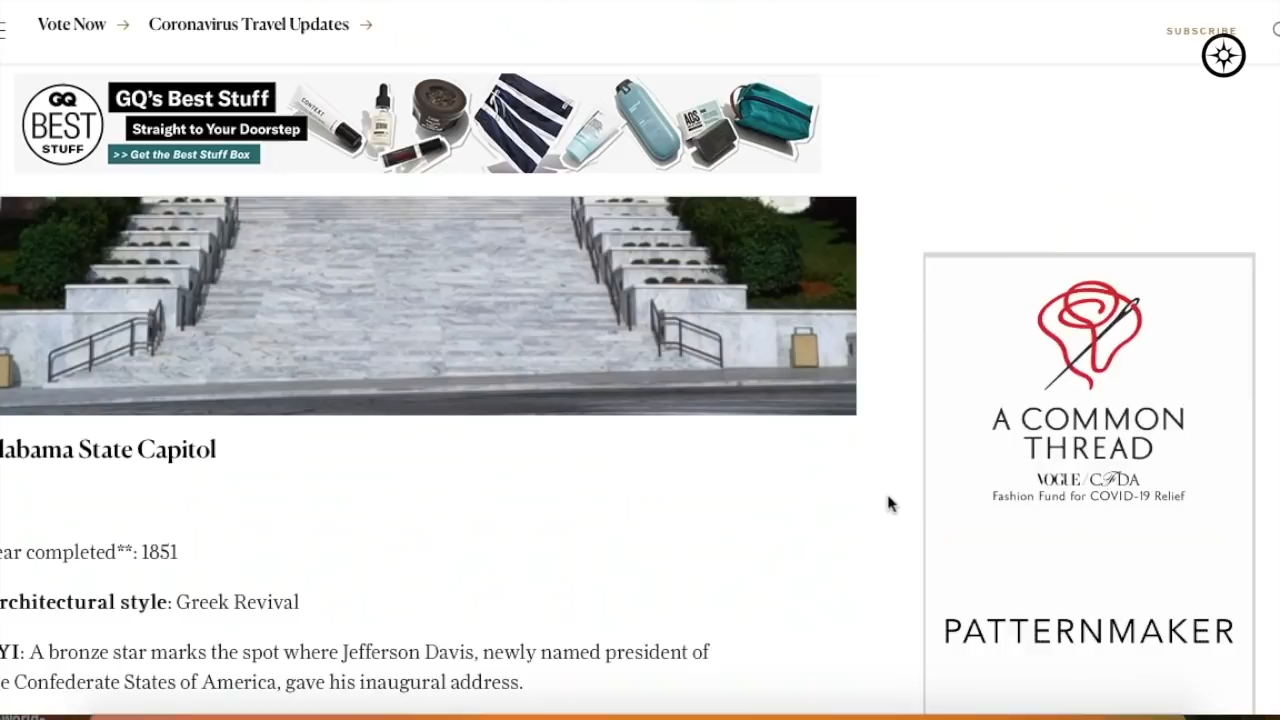 Vote Now → Coronavirus Travel Updates →
SUBSCRIBE
GQ
BEST
STUFF
GQ's Best Stuff
Straight to Your Doorstep
>> Get the Best Stuff Box
CONTEXT
labama State Capitol
ear completed**: 1851
rchitectural style: Greek Revival
YI: A bronze star marks the spot where Jefferson Davis, newly named president of
e Confederate States of America, gave his inaugural address.
A COMMON
THREAD
VOGUE / CFDA
Fashion Fund for COVID-19 Relief
PATTERNMAKER